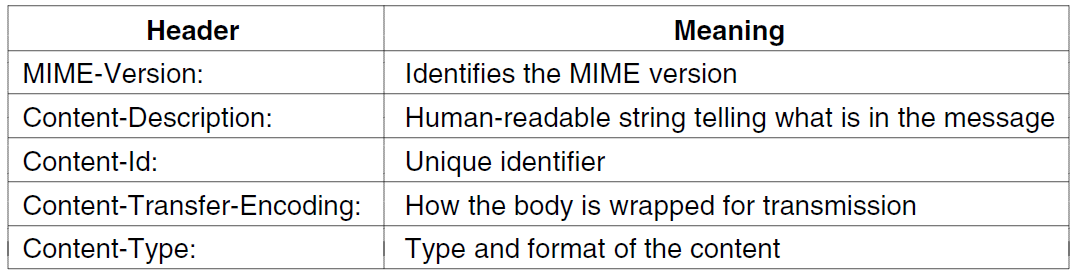 Header Meaning
MIME-Version: Identifies the MIME version
Content-Description: Human-readable string telling what is in the message
Content-Id: Unique identifier
Content-Transfer-Encoding: How the body is wrapped for transmission
Content-Type: Type and format of the content